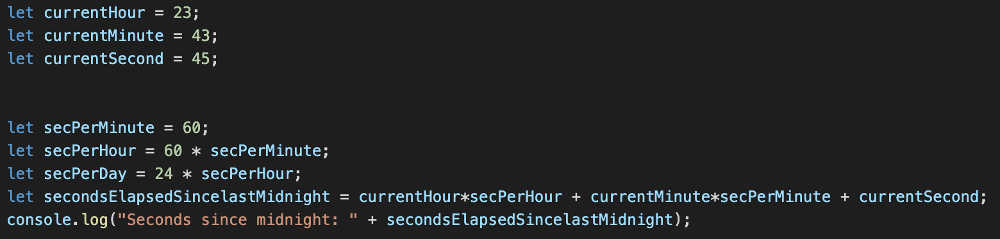 let currentHour = 23;
let currentMinute = 43;
let currentSecond = 45;
let secPerMinute = 60;
let secPerHour = 60 * secPerMinute;
let secPerDay = 24 * secPerHour;
let secondsElapsedSincelastMidnight = currentHour*secPerHour + currentMinute*secPerMinute + currentSecond;
console.log("Seconds since midnight: " + secondsElapsedSincelastMidnight);